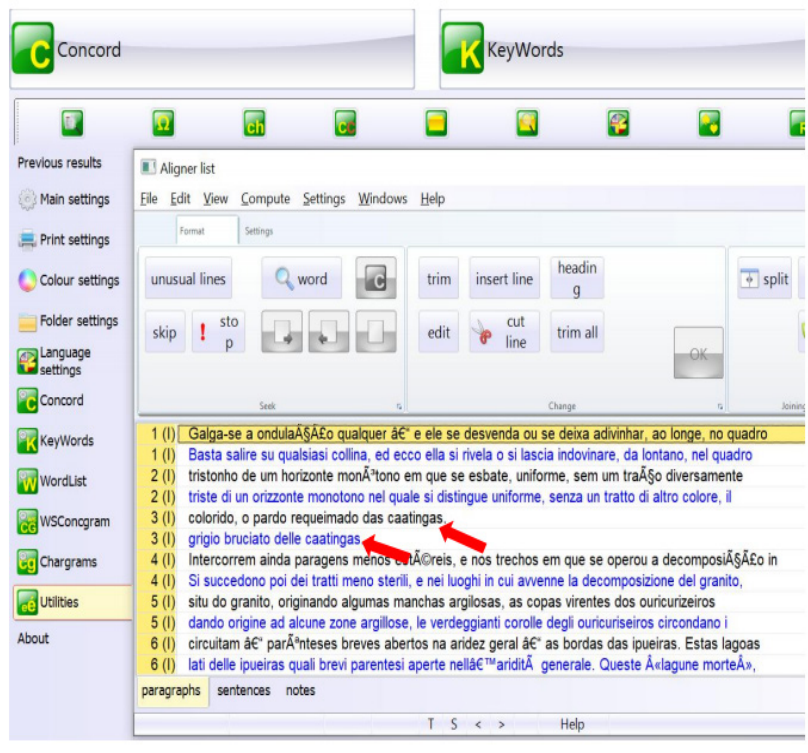 Concord
KeyWords
Previous results
Aligner list
Main settings
File Edit View Compute Settings Windows Help
Format Settings
Print settings
Colour settings
unusual lines word trim insert line headin
g split
Folder settings
skip ! sto
p edit cut
line trim all OK
Language
settings
Concord
Seek Change Joining
KeyWords
WordList
WSConcgram
Chargrams
Utilities
About
1 (I) Galga-se a ondulaÃ§Ã£o qualquer â€“ e ele se desvenda ou se deixa adivinhar, ao longe, no quadro
1 (I) Basta salire su qualsiasi collina, ed ecco ella si rivela o si lascia indovinare, da lontano, nel quadro
2 (I) tristonho de um horizonte monÃ³tono em que se esbate, uniforme, sem um traÃ§o diversamente
2 (I) triste di un orizzonte monotono nel quale si distingue uniforme, senza un tratto di altro colore, il
3 (I) colorido, o pardo requeimado das caatingas.
3 (I) grigio bruciato delle caatingas.
4 (I) Intercorrem ainda paragens menos estÃ©reis, e nos trechos em que se operou a decomposiÃ§Ã£o in
4 (I) Si succedono poi dei tratti meno sterili, e nei luoghi in cui avvenne la decomposizione del granito,
5 (I) situ do granito, originando algumas manchas argilosas, as copas virentes dos ouricurizeiros
5 (I) dando origine ad alcune zone argillose, le verdeggianti corolle degli ouricuriseiros circondano i
6 (I) circuitam â€“ parÃªnteses breves abertos na aridez geral â€“ as bordas das ipueiras. Estas lagoas
6 (I) lati delle ipueiras quali brevi parentesi aperte nellâ€™ariditÃ  generale. Queste Â«lagune morteÂ»,
paragraphs sentences notes
T S < > Help